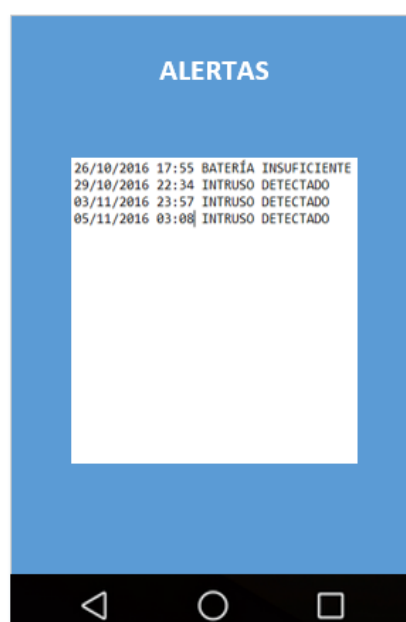 ALERTAS
26/10/2016 17:55 BATERÍA INSUFICIENTE
29/10/2016 22:34 INTRUSO DETECTADO
03/11/2016 23:57 INTRUSO DETECTADO
05/11/2016 03:08 INTRUSO DETECTADO